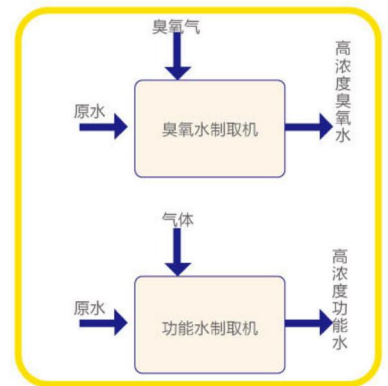 臭氧气
原水
臭氧水制取机
高浓度臭氧水
气体
原水
功能水制取机
高浓度功能水